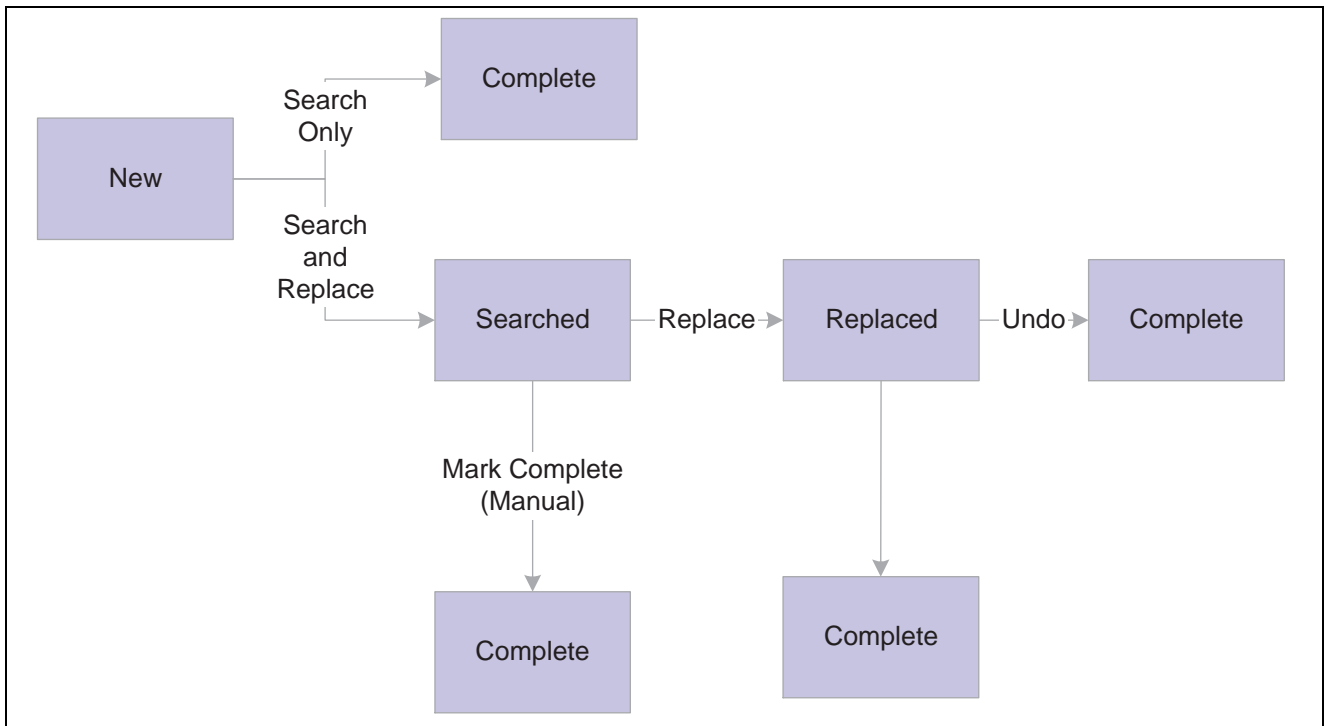 Complete
Search
Only
New
Search
and
Replace
Searched
Replace
Replaced
Undo
Complete
Mark Complete
(Manual)
Complete
Complete